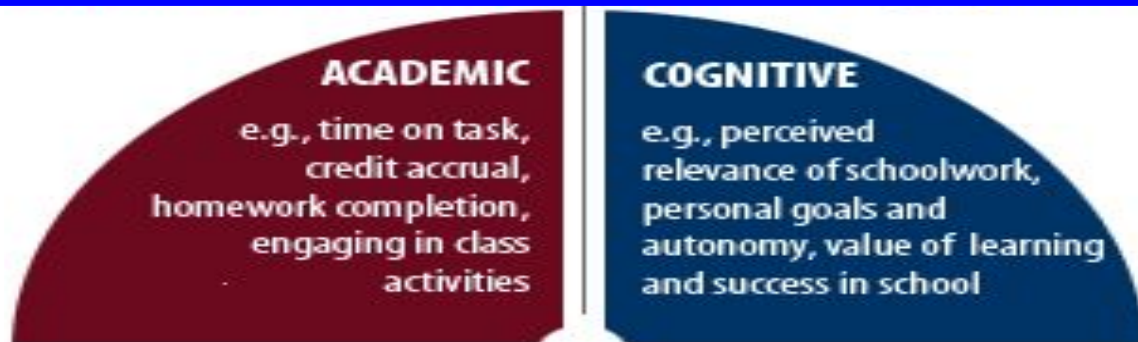 ACADEMIC
e.g., time on task,
credit accrual,
homework completion,
engaging in class
activities
COGNITIVE
e.g., perceived
relevance of schoolwork,
personal goals and
autonomy, value of learning
and success in school